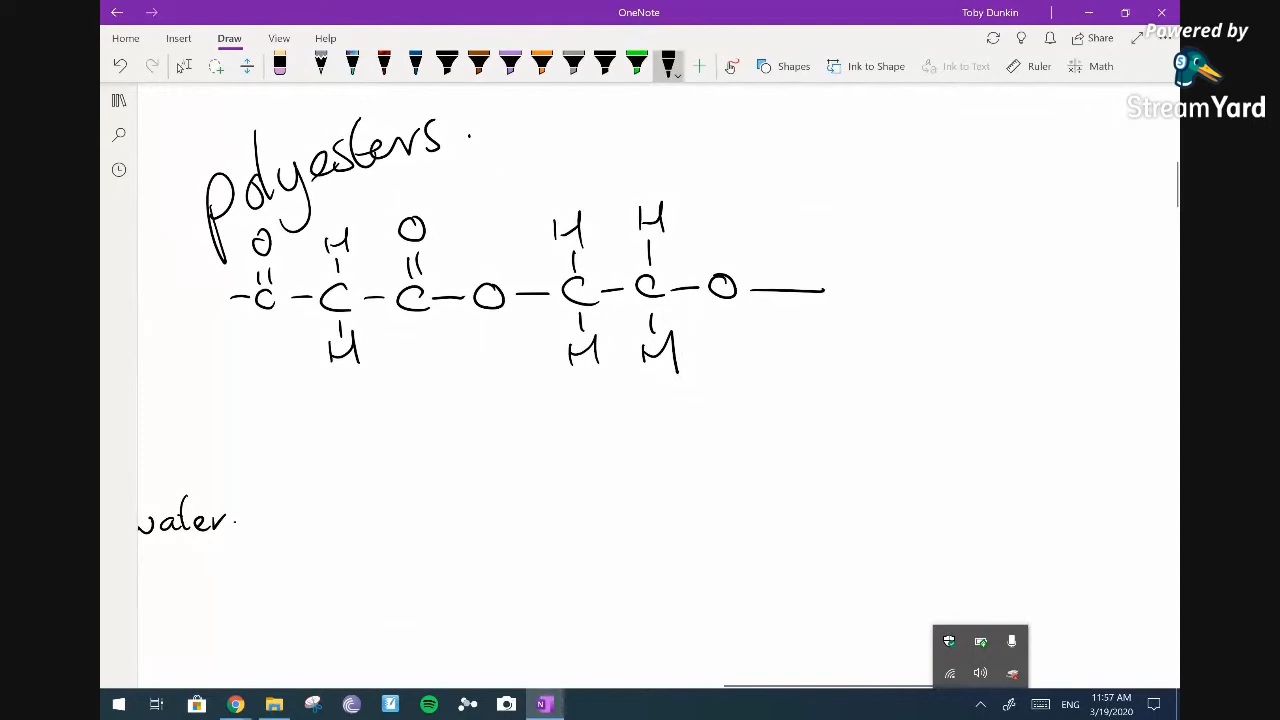 OneNote
Toby Dunkin
Powered by
StreamYard
Home Insert Draw View Help
Share
Shapes Ink to Shape Ink to Text Ruler Math
polyesters.
O H O H H
-C-C-C-O-C-C-O-
H H H
water.
ENG
11:57 AM
3/19/2020